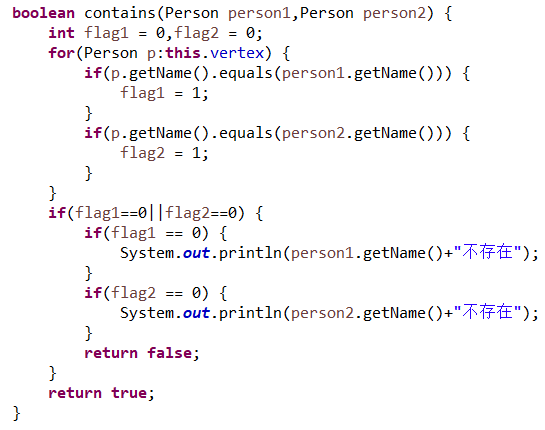 boolean contains(Person person1,Person person2) {
    int flag1 = 0,flag2 = 0;
    for(Person p:this.vertex) {
        if(p.getName().equals(person1.getName())) {
            flag1 = 1;
        }
        if(p.getName().equals(person2.getName())) {
            flag2 = 1;
        }
    }
    if(flag1==0||flag2==0) {
        if(flag1 == 0) {
            System.out.println(person1.getName()+"不存在");
        }
        if(flag2 == 0) {
            System.out.println(person2.getName()+"不存在");
        }
        return false;
    }
    return true;
}